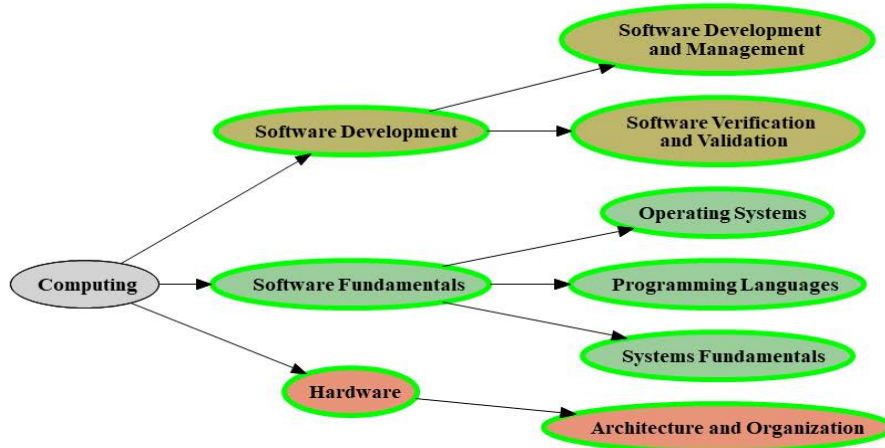 Software Development
and Management
Software Development
Software Verification
and Validation
Operating Systems
Computing
Software Fundamentals
Programming Languages
Systems Fundamentals
Hardware
Architecture and Organization